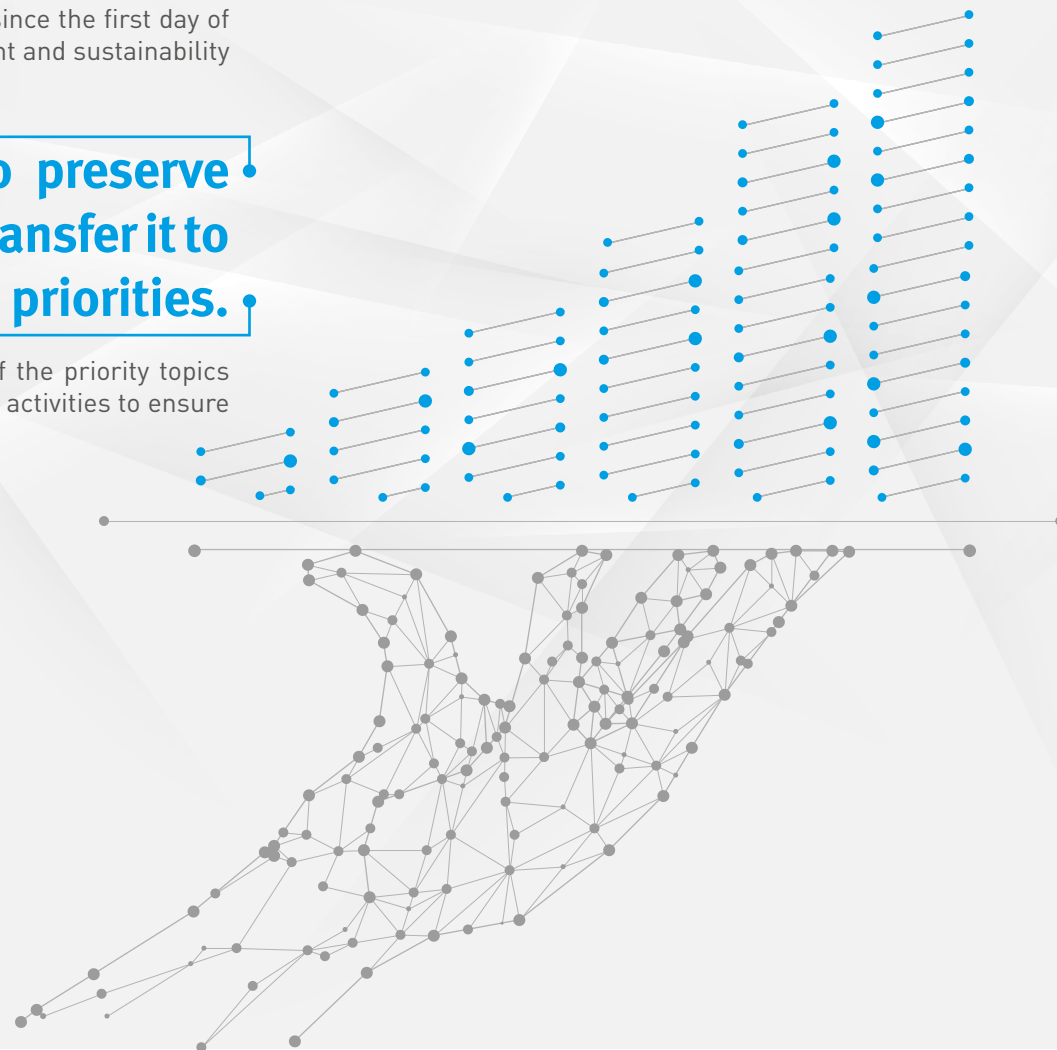 since the first day of
nt and sustainability
o preserve
ansfer it to
priorities.
f the priority topics
activities to ensure